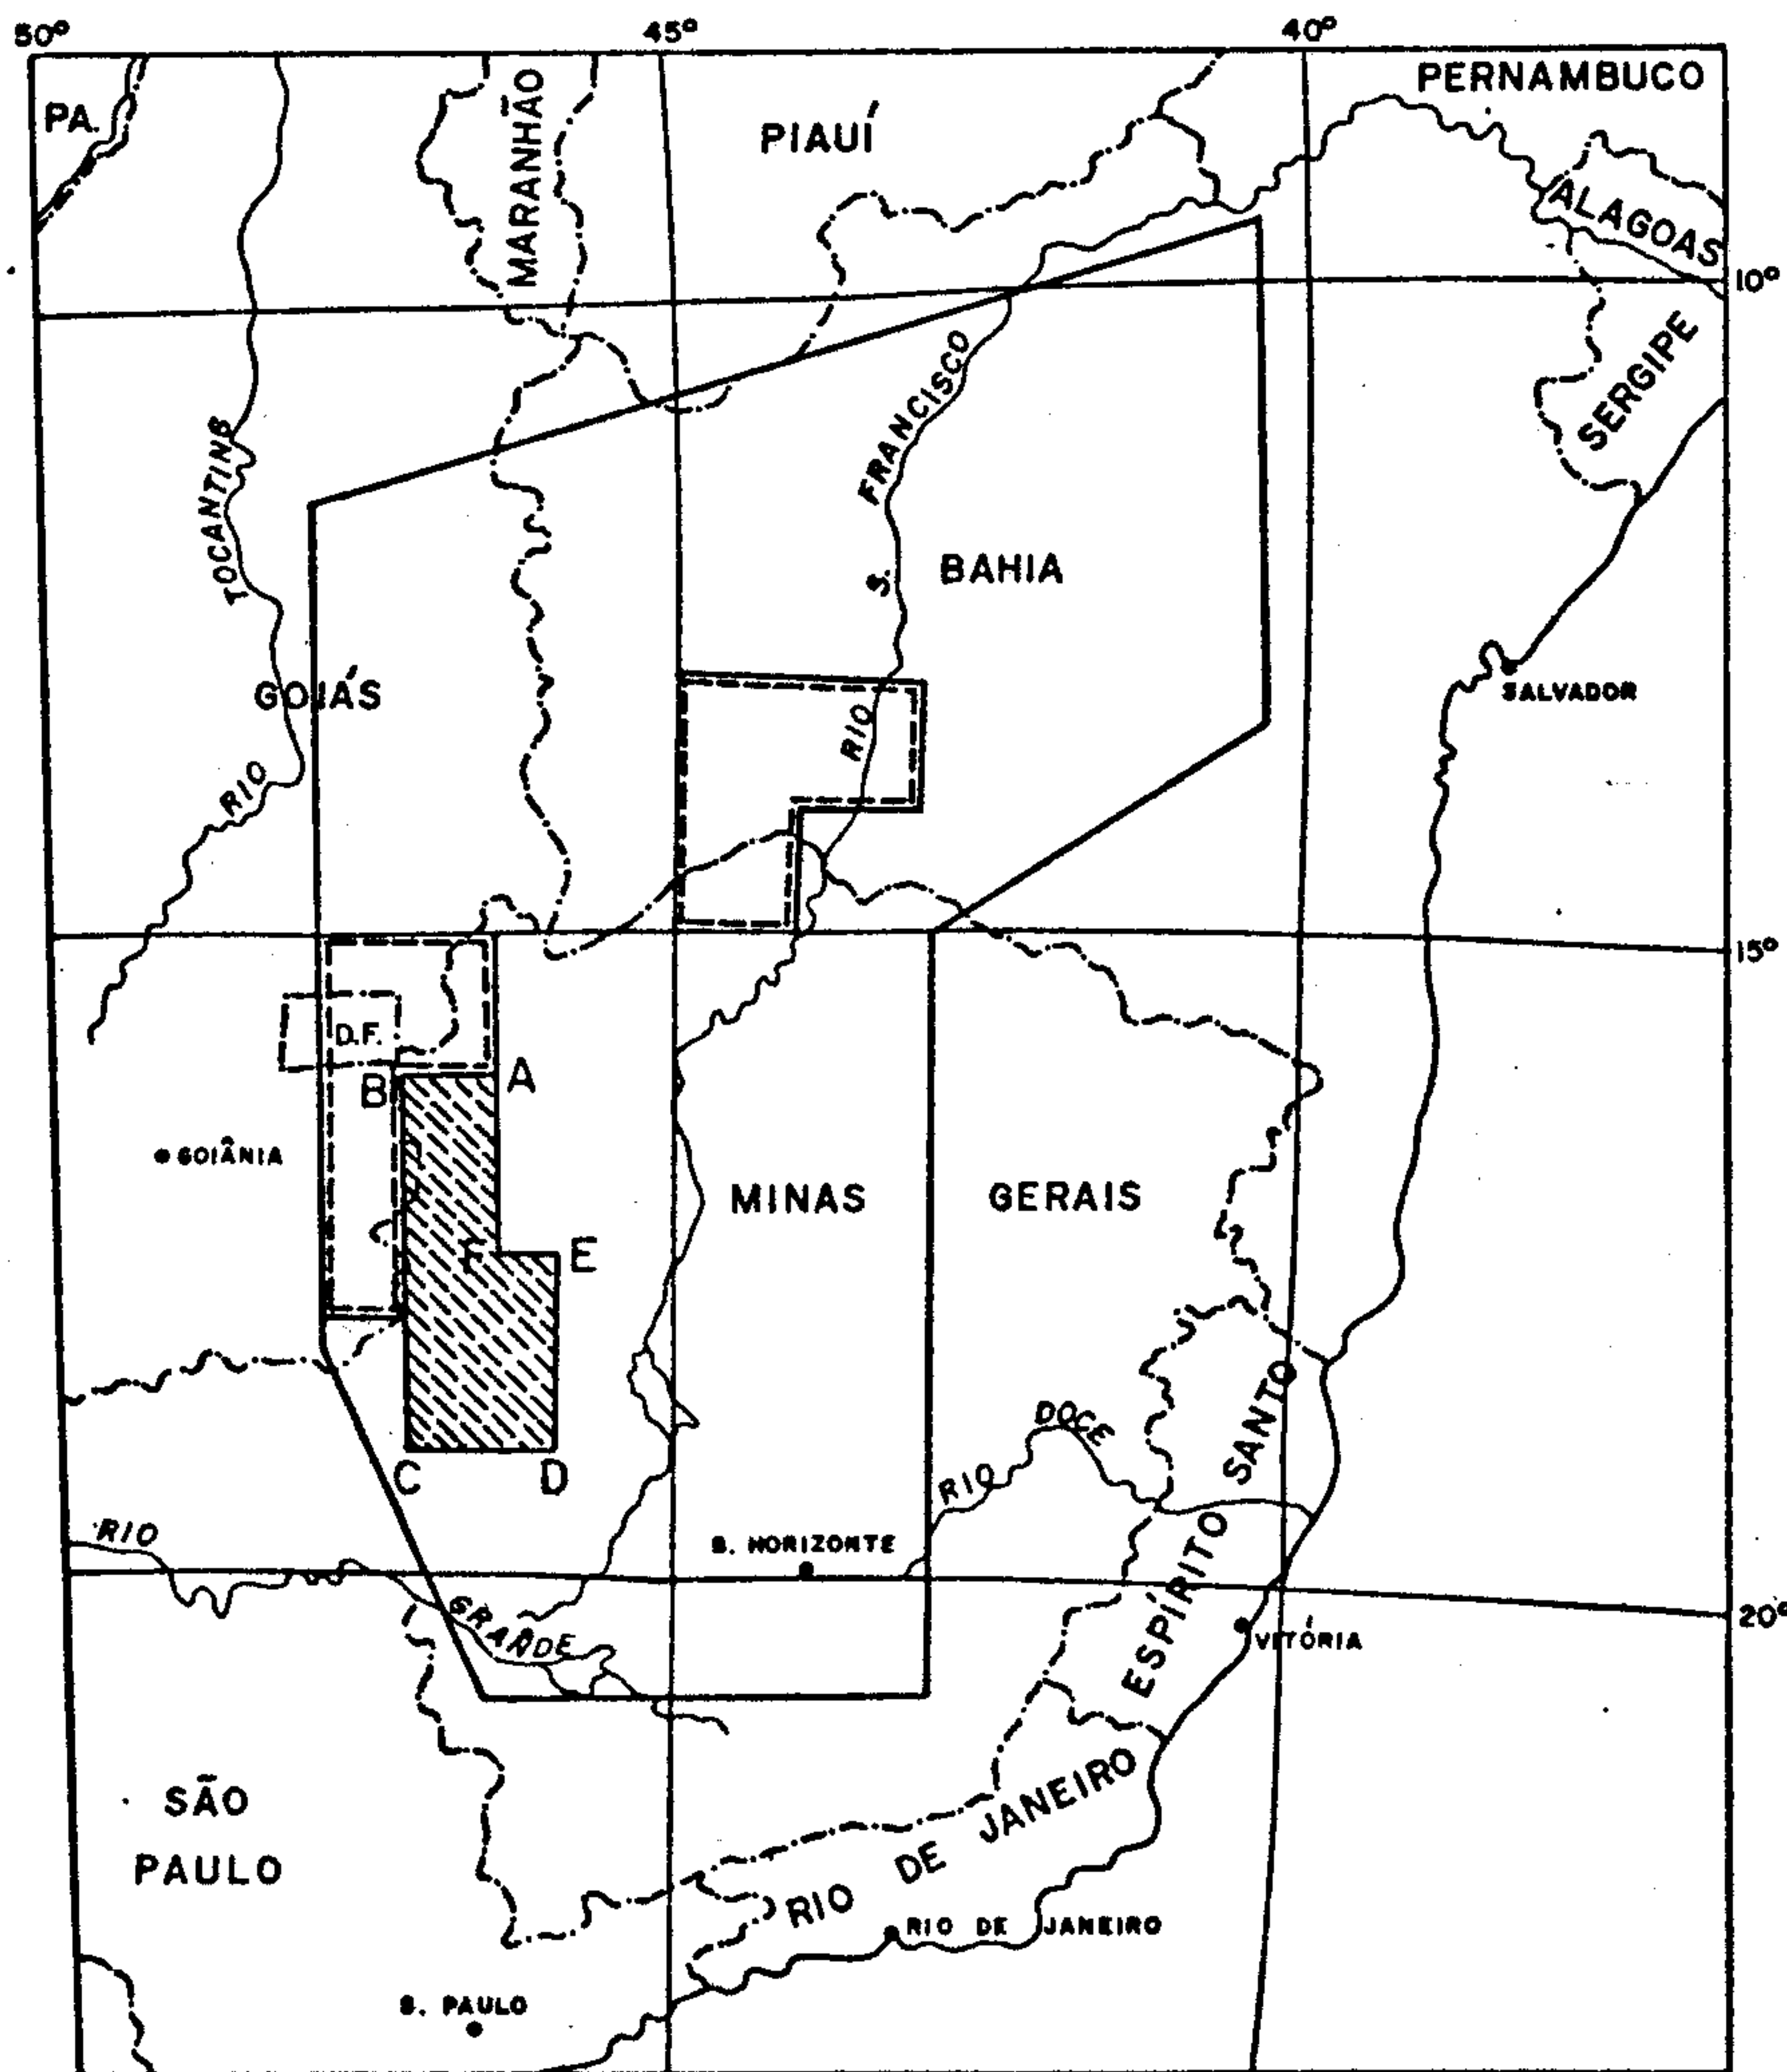 50° 45° 40°
PERNAMBUCO
PA.
MARANHÃO
PIAUÍ
ALAGOAS
10°
SERGIPE
TOCANTINS
RIO
S. FRANCISCO
RIO
BAHIA
GOIÁS
SALVADOR
15°
D.F.
B A
GOIÂNIA
MINAS GERAIS
F E
C D
RIO DOCE
ESPÍRITO SANTO
RIO
GRANDE
B. HORIZONTE
20°
VITÓRIA
SÃO
PAULO
RIO DE JANEIRO
RIO DE JANEIRO
S. PAULO